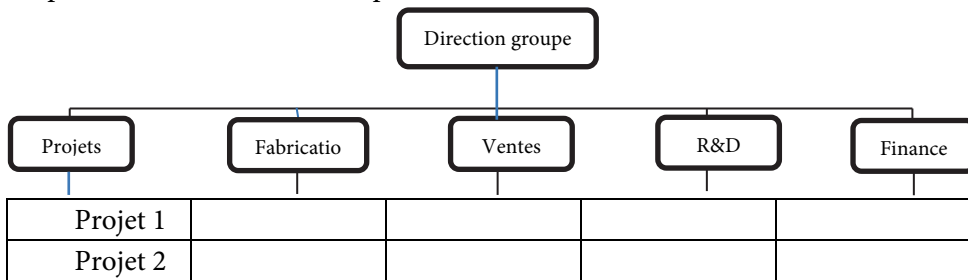 Direction groupe
Projets
Fabricatio
Ventes
R&D
Finance
Projet 1
Projet 2